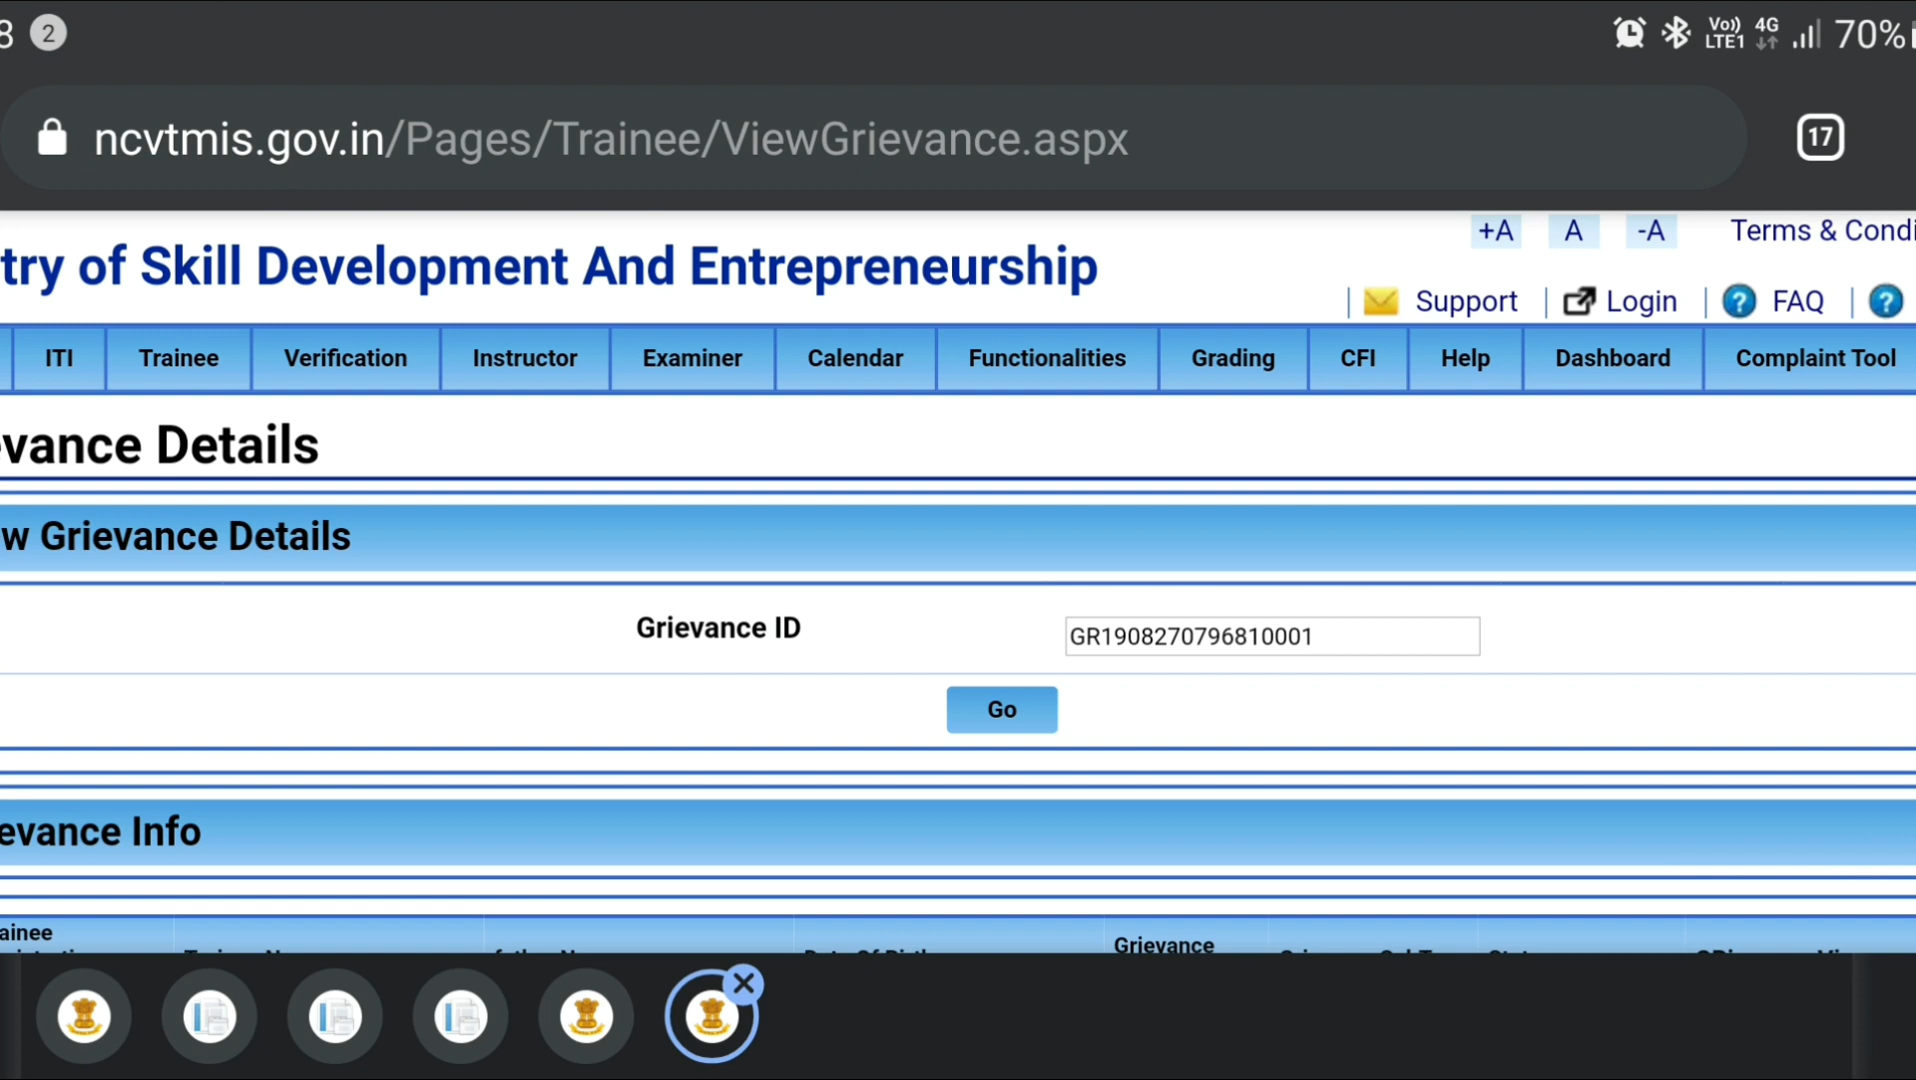 8 2 Vo)) LTE1 4G 70%
ncvtmis.gov.in/Pages/Trainee/ViewGrievance.aspx 17
+A A -A Terms & Condi
try of Skill Development And Entrepreneurship
Support Login FAQ
ITI Trainee Verification Instructor Examiner Calendar Functionalities Grading CFI Help Dashboard Complaint Tool
evance Details
w Grievance Details
Grievance ID GR1908270796810001
Go
evance Info
ainee
Grievance